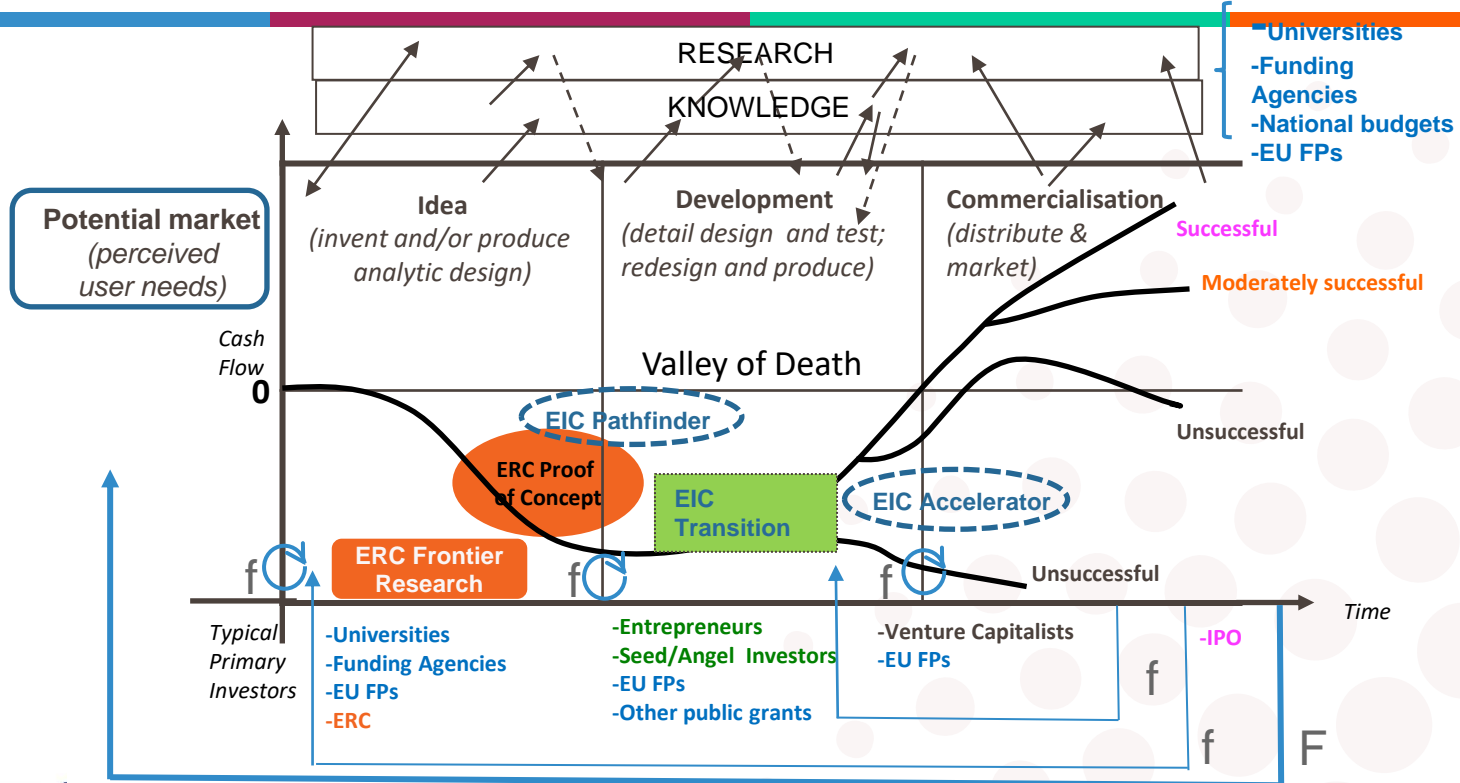 RESEARCH
KNOWLEDGE
-Universities
-Funding
Agencies
-National budgets
-EU FPs
Potential market
(perceived
user needs)
Idea
(invent and/or produce
analytic design)
Development
(detail design and test;
redesign and produce)
Commercialisation
(distribute &
market)
Successful
Moderately successful
Cash
Flow
0
Valley of Death
EIC Pathfinder
Unsuccessful
ERC Proof
of Concept
EIC
Transition
EIC Accelerator
ERC Frontier
Research
f
f
f
Unsuccessful
Time
Typical
Primary
Investors
-Universities
-Funding Agencies
-EU FPs
-ERC
-Entrepreneurs
-Seed/Angel Investors
-EU FPs
-Other public grants
-Venture Capitalists
-EU FPs
-IPO
f
f
F